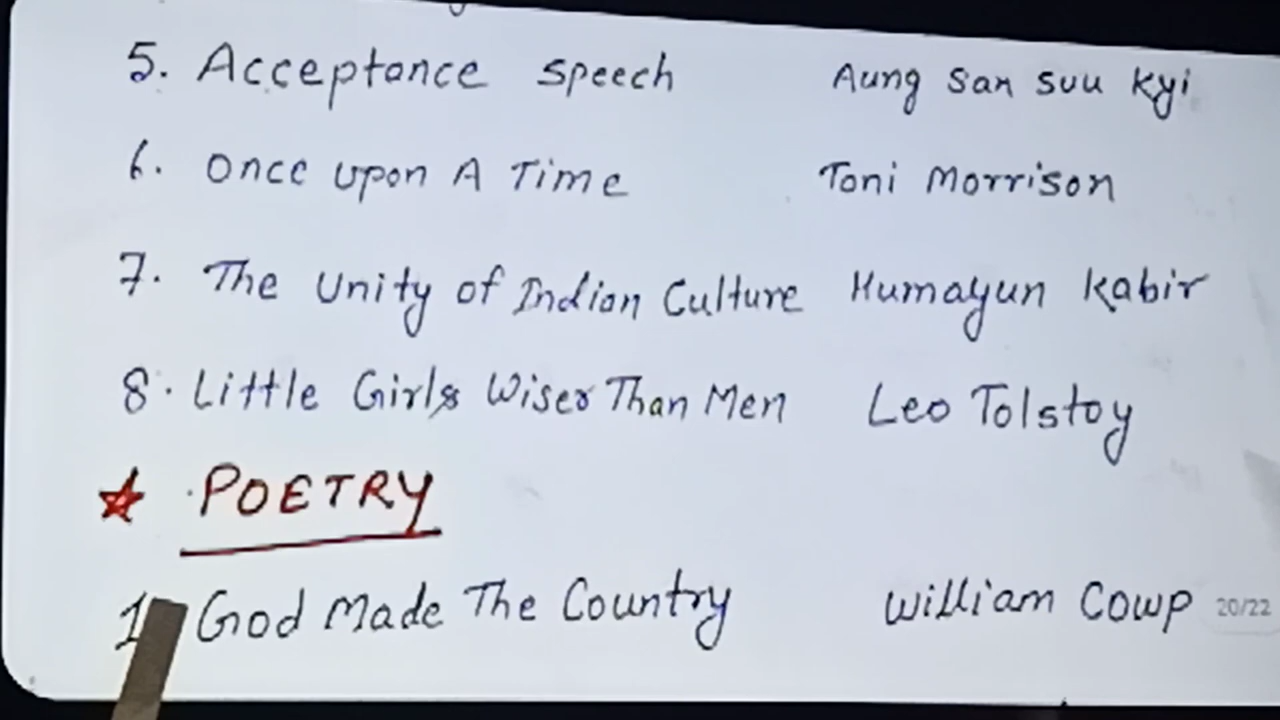 5. Acceptance speech Aung San Suu Kyi
6. Once Upon A Time Toni Morrison
7. The Unity of Indian Culture Humayun Kabir
8. Little Girls Wiser Than Men Leo Tolstoy
POETRY
1 God Made The Country William Cowp
20/22